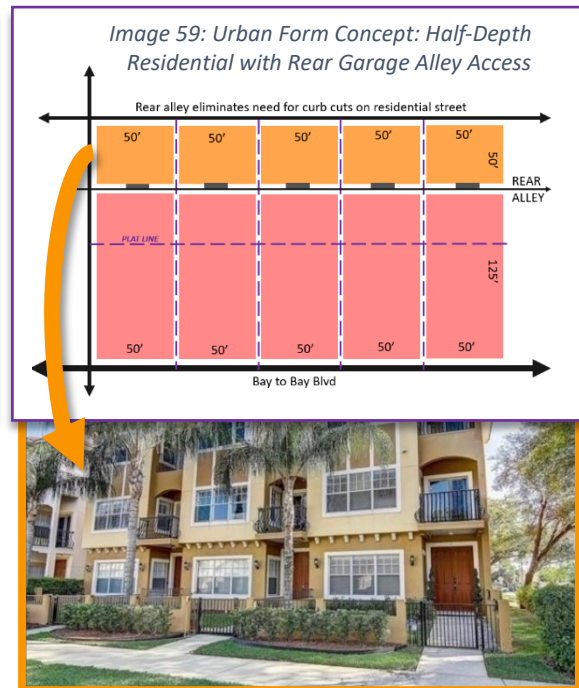 Image 59: Urban Form Concept: Half-Depth
Residential with Rear Garage Alley Access
Rear alley eliminates need for curb cuts on residential street
50’ 50’ 50’ 50’ 50’
50’
REAR
ALLEY
PLAT LINE
125’
50’ 50’ 50’ 50’ 50’
Bay to Bay Blvd